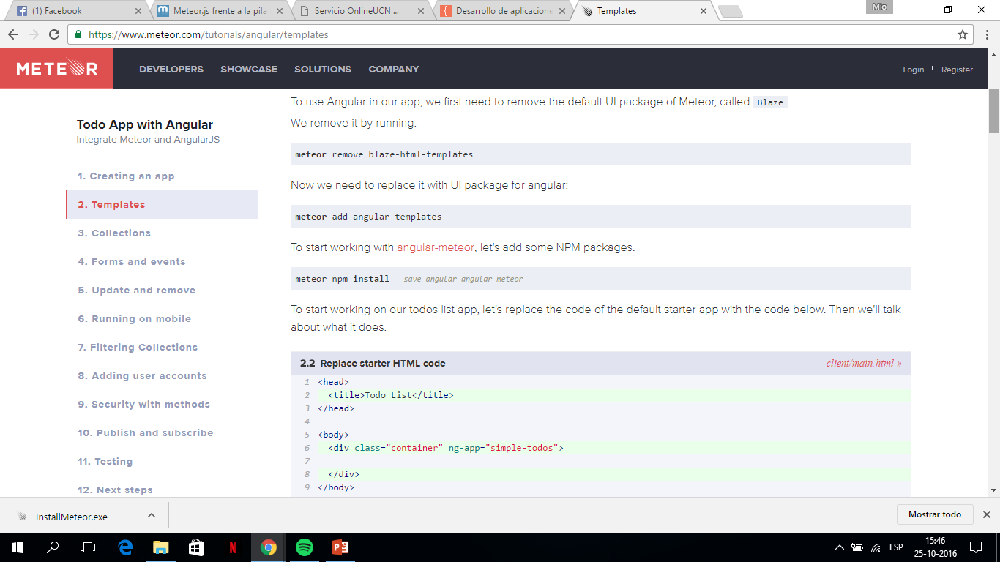 (1) Facebook
Meteor.js frente a la pila
Servicio OnlineUCN ...
Desarrollo de aplicacione
Templates
Mio
https://www.meteor.com/tutorials/angular/templates
METEOR
DEVELOPERS
SHOWCASE
SOLUTIONS
COMPANY
Login
Register
Todo App with Angular
Integrate Meteor and AngularJS
1. Creating an app
2. Templates
3. Collections
4. Forms and events
5. Update and remove
6. Running on mobile
7. Filtering Collections
8. Adding user accounts
9. Security with methods
10. Publish and subscribe
11. Testing
12. Next steps
To use Angular in our app, we first need to remove the default UI package of Meteor, called Blaze.
We remove it by running:
meteor remove blaze-html-templates
Now we need to replace it with UI package for angular:
meteor add angular-templates
To start working with angular-meteor, let's add some NPM packages.
meteor npm install --save angular angular-meteor
To start working on our todos list app, let's replace the code of the default starter app with the code below. Then we'll talk
about what it does.
2.2 Replace starter HTML code
client/main.html »
1 <head>
2 <title>Todo List</title>
3 </head>
4
5 <body>
6 <div class="container" ng-app="simple-todos">
7
8 </div>
9 </body>
InstallMeteor.exe
Mostrar todo
ESP
15:46
25-10-2016